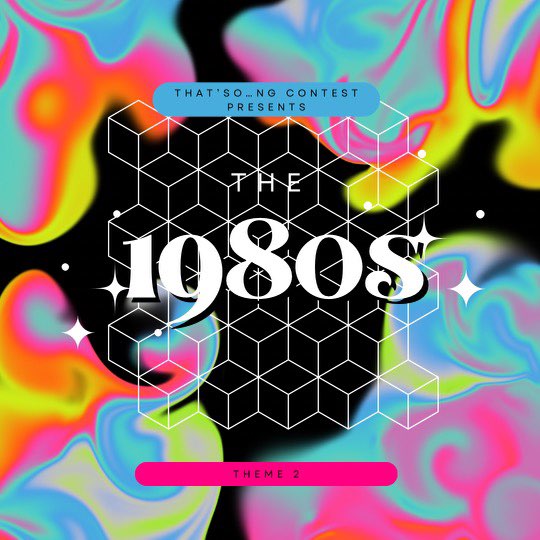 THAT'SO...NG CONTEST
PRESENTS
THE
1980s
THEME 2